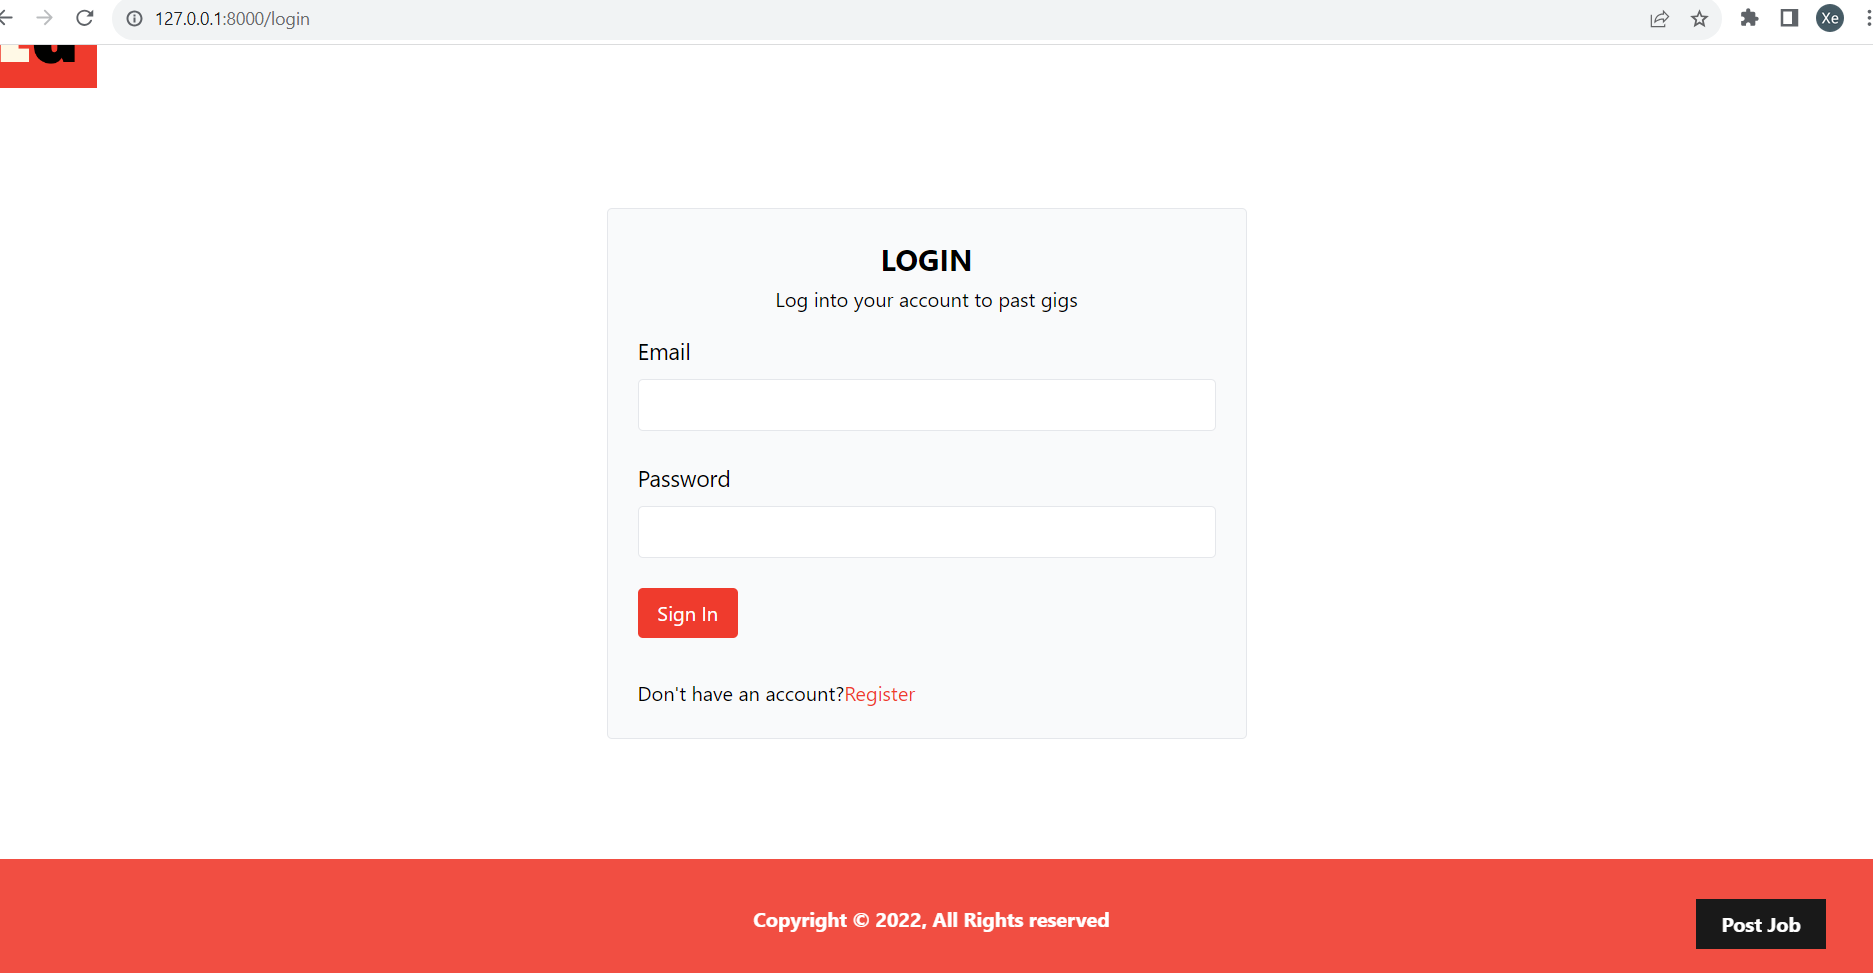 127.0.0.1:8000/login
Xe
LOGIN
Log into your account to past gigs
Email
Password
Sign In
Don't have an account?Register
Copyright © 2022, All Rights reserved
Post Job